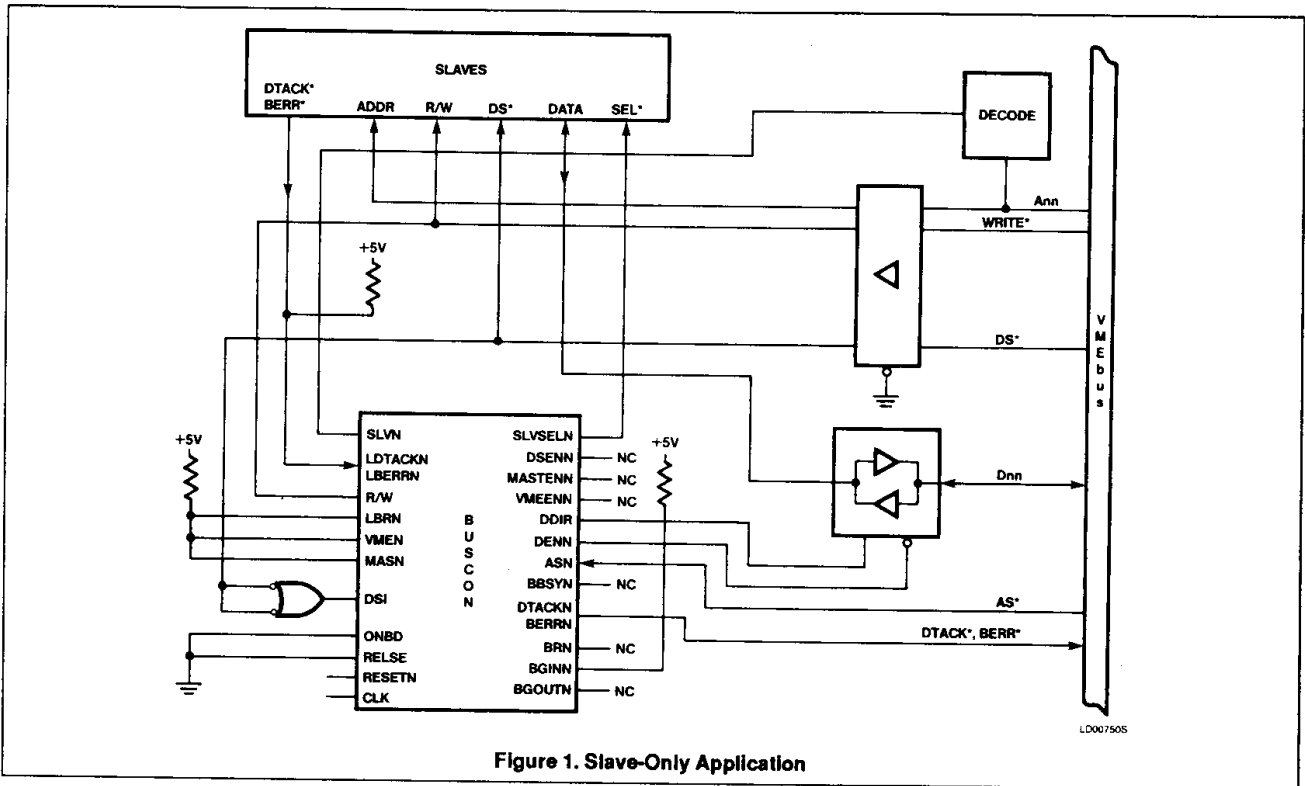 SLAVES
DTACK*
BERR*
ADDR
R/W
DS*
DATA
SEL*
DECODE
Ann
WRITE*
+5V
DS*
VMEbus
+5V
SLVN
LDTACKN
LBERRN
R/W
LBRN
VMEN
MASN
DSI
ONBD
RELSE
RESETN
CLK
BUSCON
SLVSELN
DSENN
NC
MASTENN
NC
VMEENN
NC
DDIR
DENN
ASN
BBSYN
NC
DTACKN
BERRN
BRN
NC
BGINN
BGOUTN
NC
+5V
Dnn
AS*
DTACK*, BERR*
LD00750S
Figure 1. Slave-Only Application